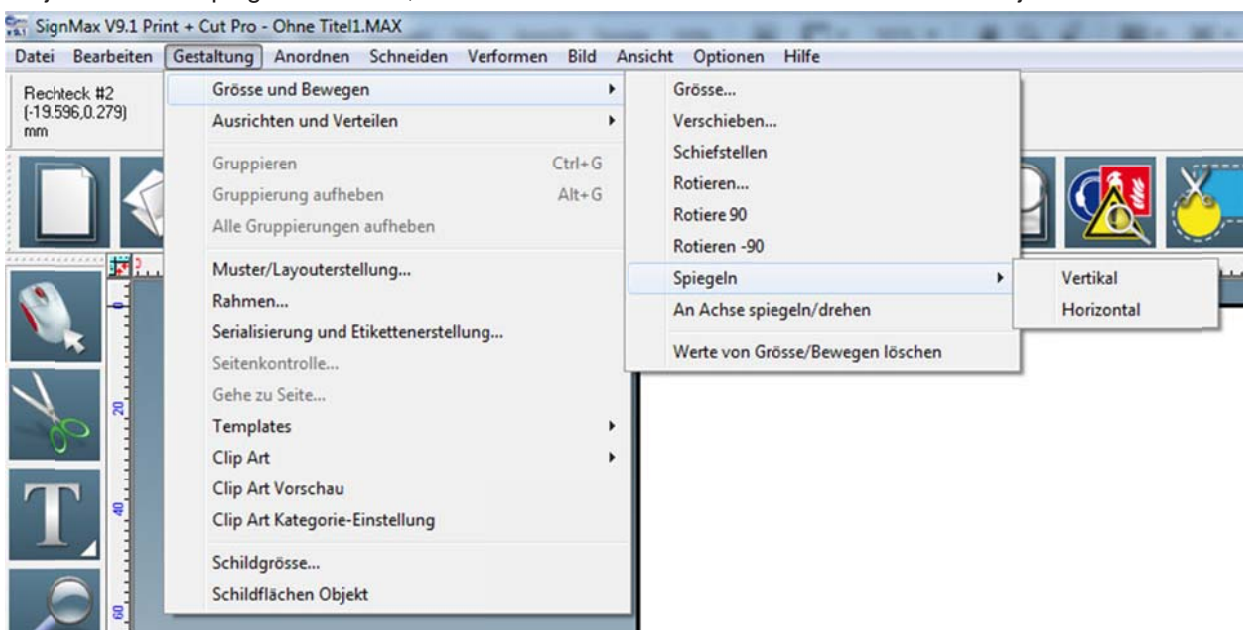 SignMax V9.1 Print + Cut Pro - Ohne Titel1.MAX
Datei Bearbeiten Gestaltung Anordnen Schneiden Verformen Bild Ansicht Optionen Hilfe
Rechteck #2
(-19.596,0.279)
mm
Grösse und Bewegen
Ausrichten und Verteilen
Gruppieren Ctrl+G
Gruppierung aufheben Alt+G
Alle Gruppierungen aufheben
Muster/Layouterstellung...
Rahmen...
Serialisierung und Etikettenerstellung...
Seitenkontrolle...
Gehe zu Seite...
Templates
Clip Art
Clip Art Vorschau
Clip Art Kategorie-Einstellung
Schildgrösse...
Schildflächen Objekt
Grösse...
Verschieben...
Schiefstellen
Rotieren...
Rotiere 90
Rotieren -90
Spiegeln
An Achse spiegeln/drehen
Werte von Grösse/Bewegen löschen
Vertikal
Horizontal
T
0
20
40
60